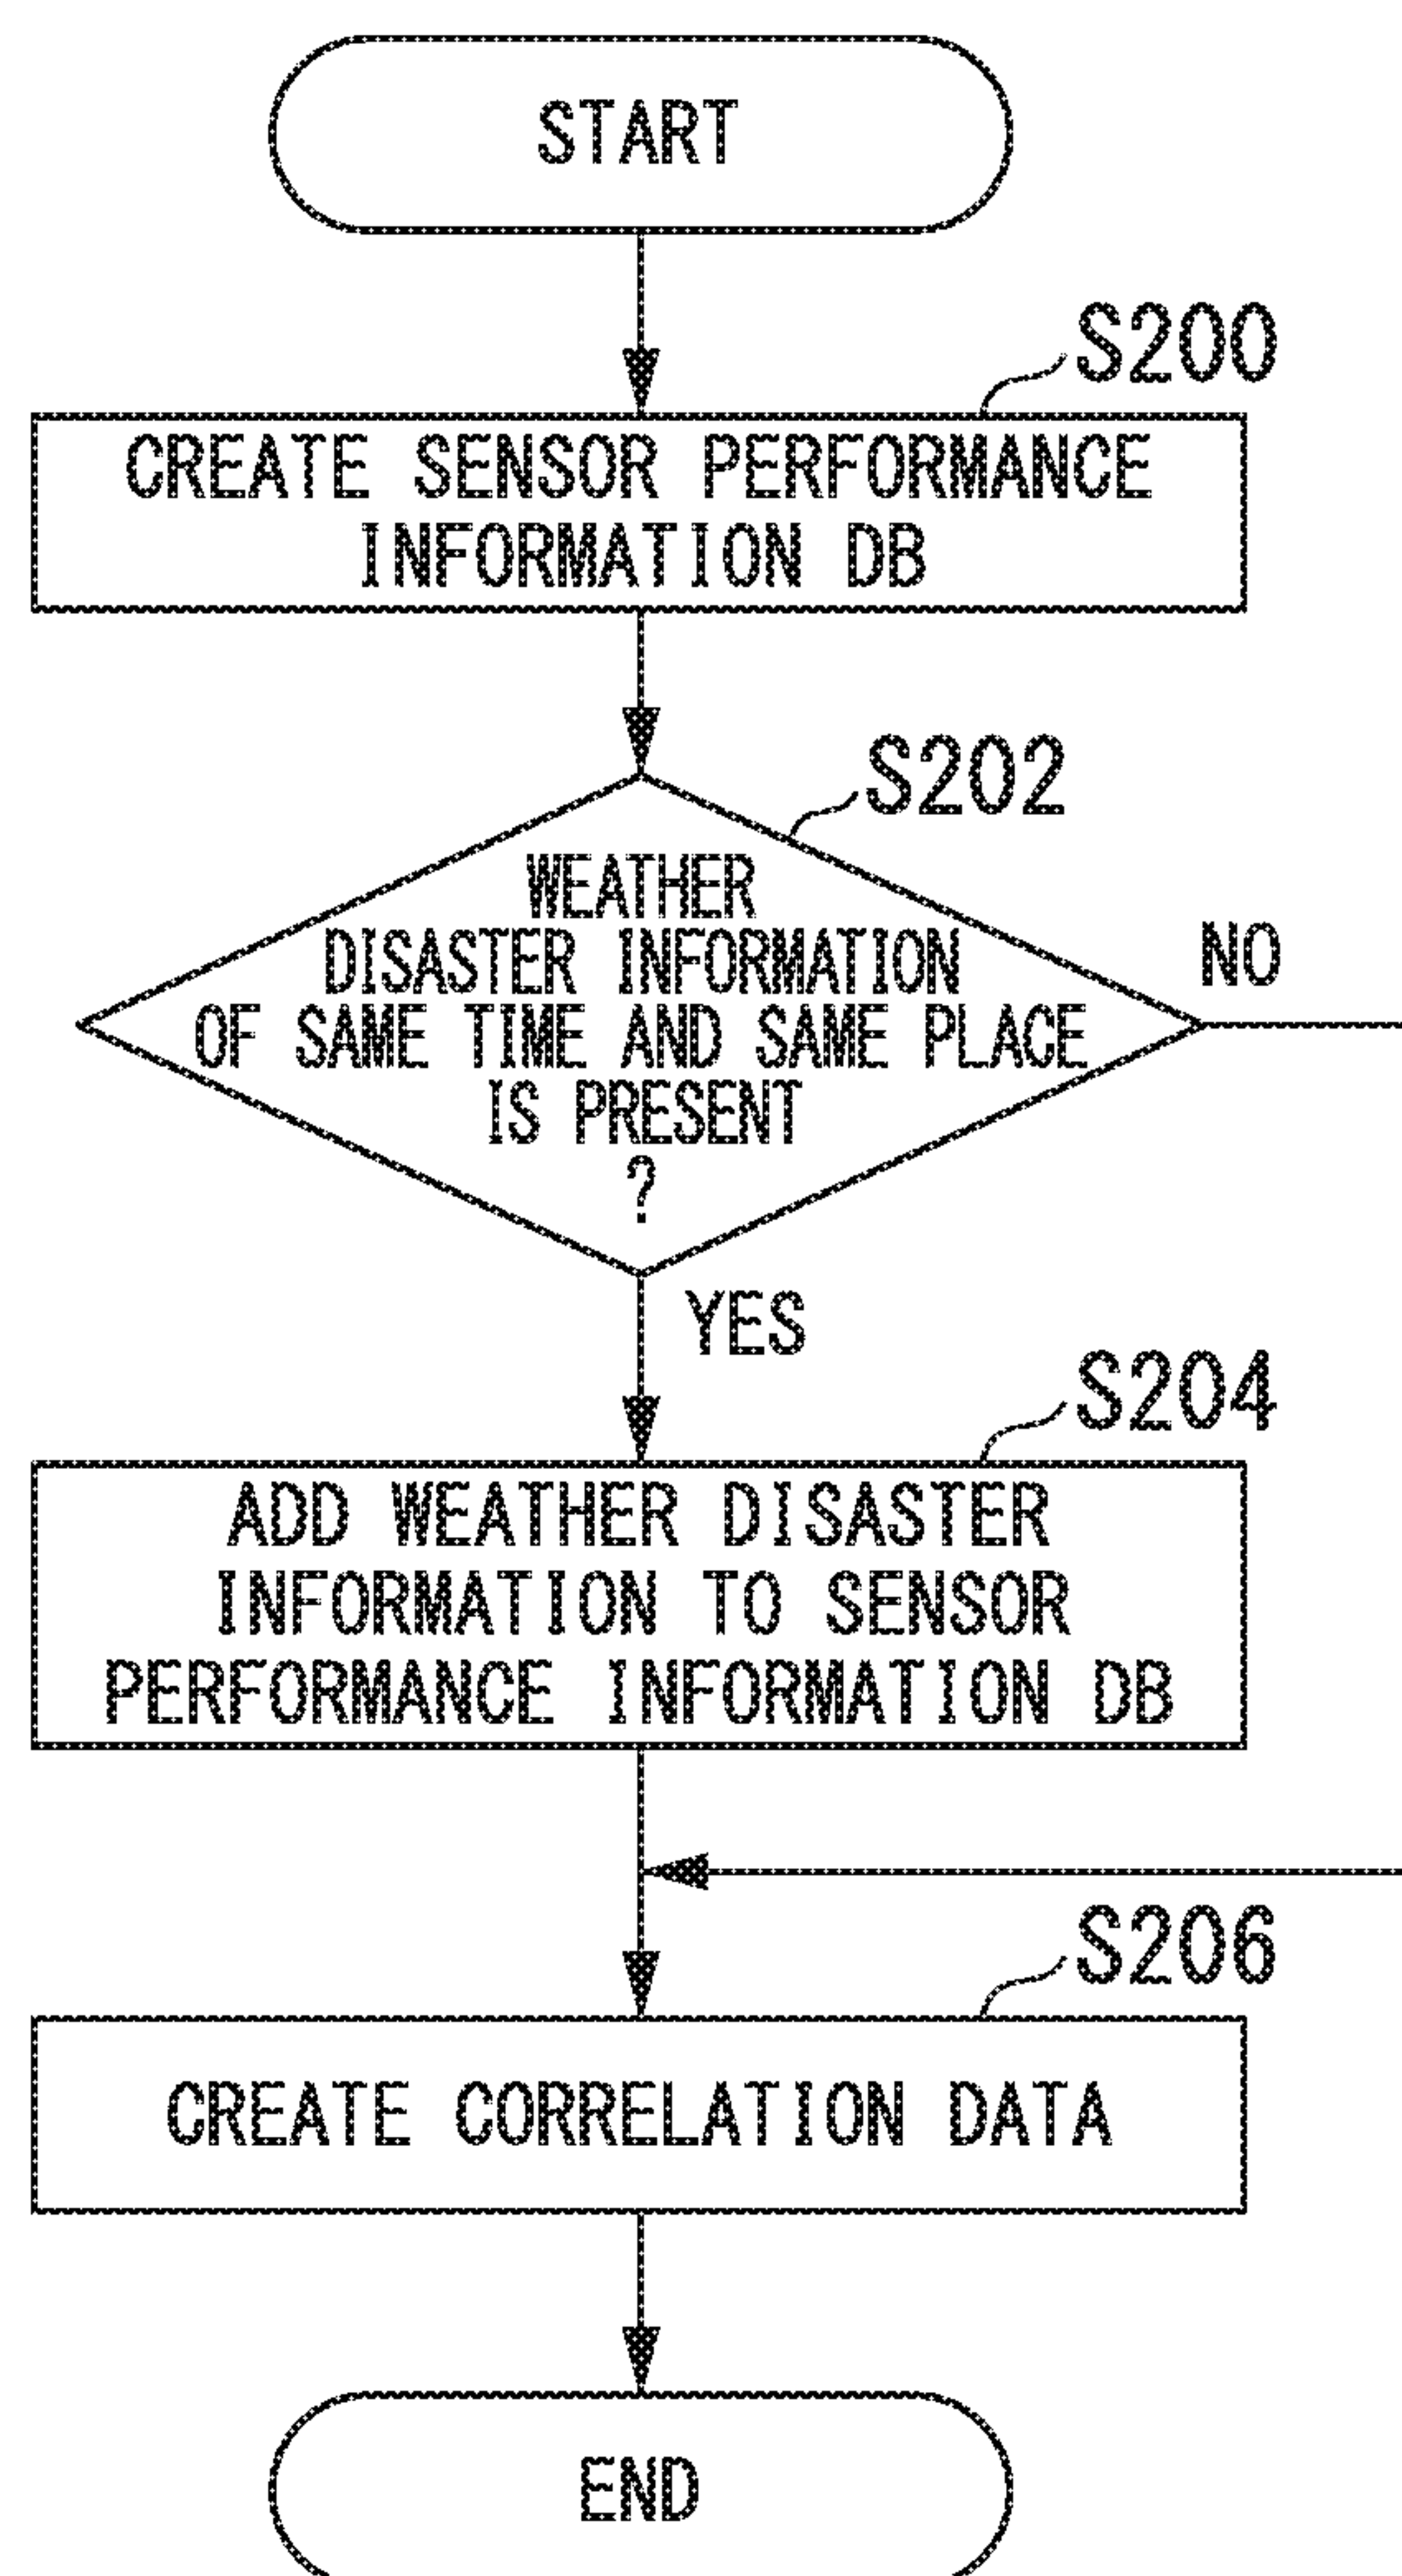 START
S200
CREATE SENSOR PERFORMANCE
INFORMATION DB
S202
WEATHER
DISASTER INFORMATION
OF SAME TIME AND SAME PLACE
IS PRESENT
?
NO
YES
S204
ADD WEATHER DISASTER
INFORMATION TO SENSOR
PERFORMANCE INFORMATION DB
S206
CREATE CORRELATION DATA
END